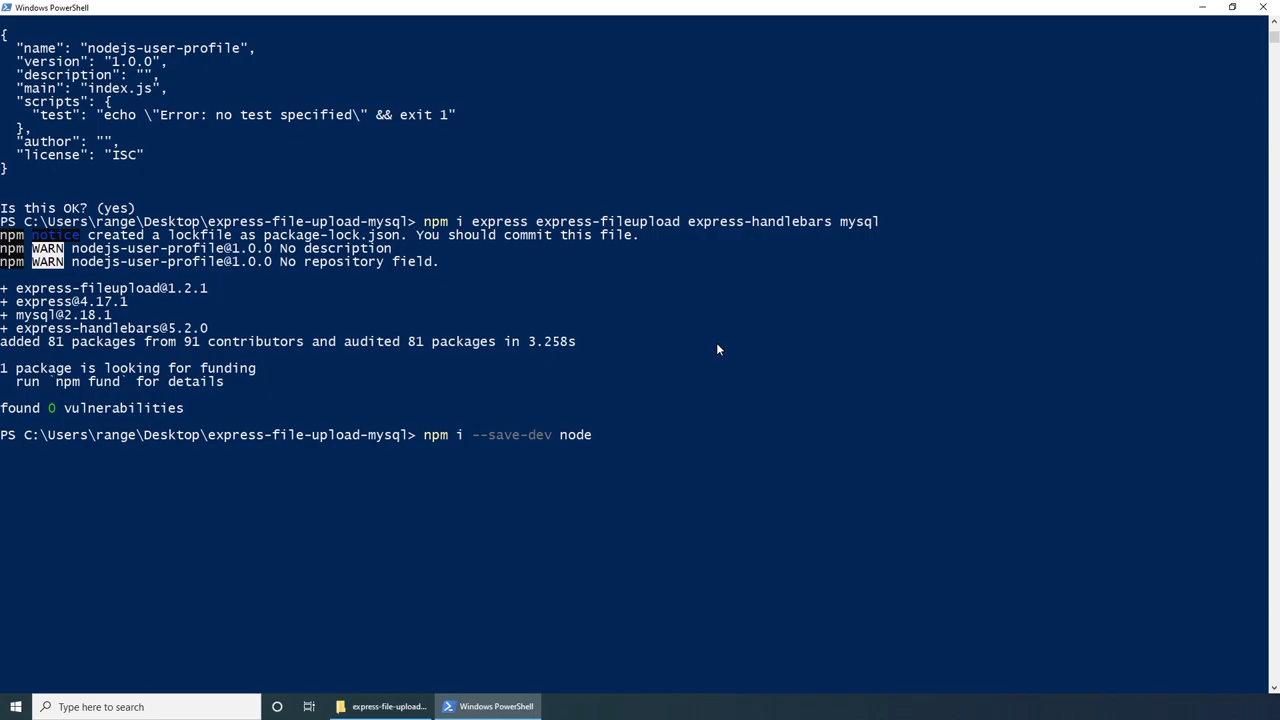 Windows PowerShell
{
  "name": "nodejs-user-profile",
  "version": "1.0.0",
  "description": "",
  "main": "index.js",
  "scripts": {
    "test": "echo \"Error: no test specified\" && exit 1"
  },
  "author": "",
  "license": "ISC"
}
Is this OK? (yes)
PS C:\Users\range\Desktop\express-file-upload-mysql> npm i express express-fileupload express-handlebars mysql
npm notice created a lockfile as package-lock.json. You should commit this file.
npm WARN nodejs-user-profile@1.0.0 No description
npm WARN nodejs-user-profile@1.0.0 No repository field.
+ express-fileupload@1.2.1
+ express@4.17.1
+ mysql@2.18.1
+ express-handlebars@5.2.0
added 81 packages from 91 contributors and audited 81 packages in 3.258s
1 package is looking for funding
  run `npm fund` for details
found 0 vulnerabilities
PS C:\Users\range\Desktop\express-file-upload-mysql> npm i --save-dev node
Type here to search
express-file-upload...
Windows PowerShell